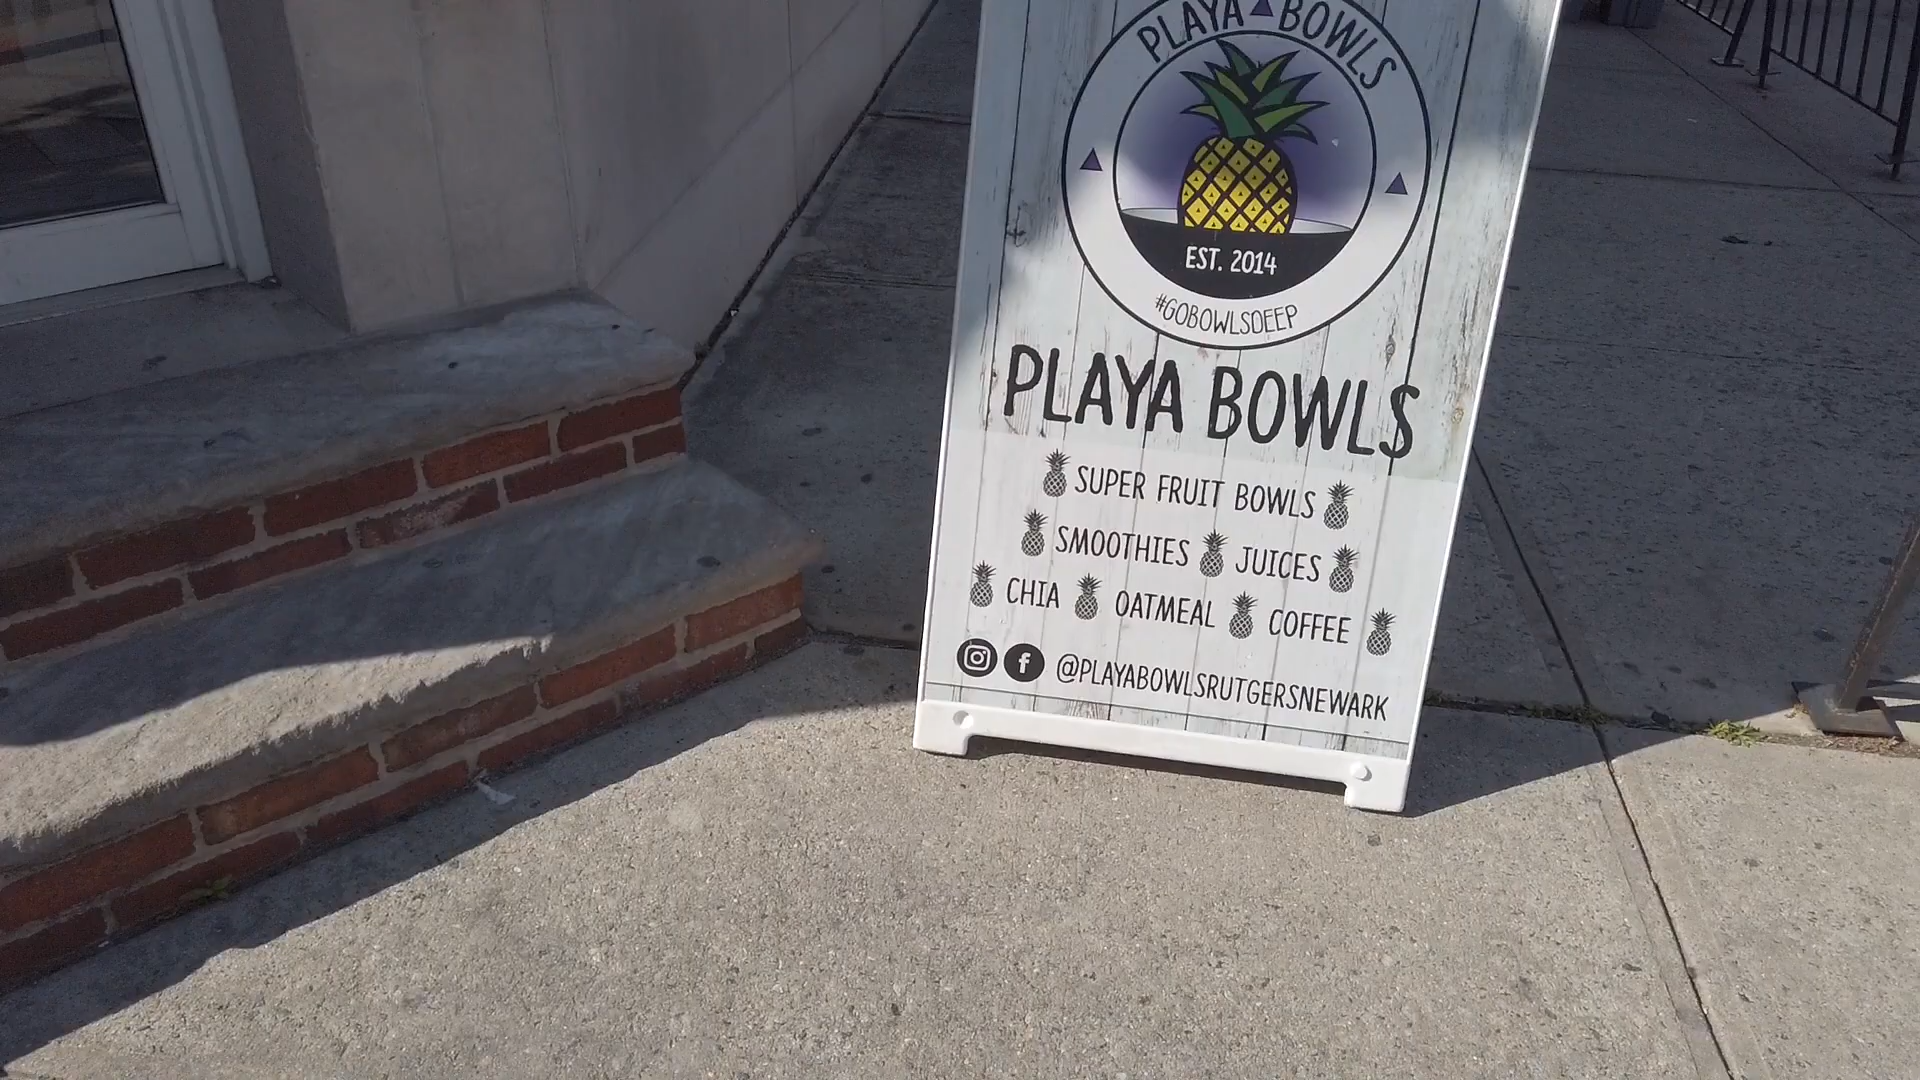 PLAYA BOWLS
EST. 2014
#GOBOWLSDEEP
PLAYA BOWLS
SUPER FRUIT BOWLS
SMOOTHIES JUICES
CHIA OATMEAL COFFEE
@PLAYABOWLSRUTGERSNEWARK